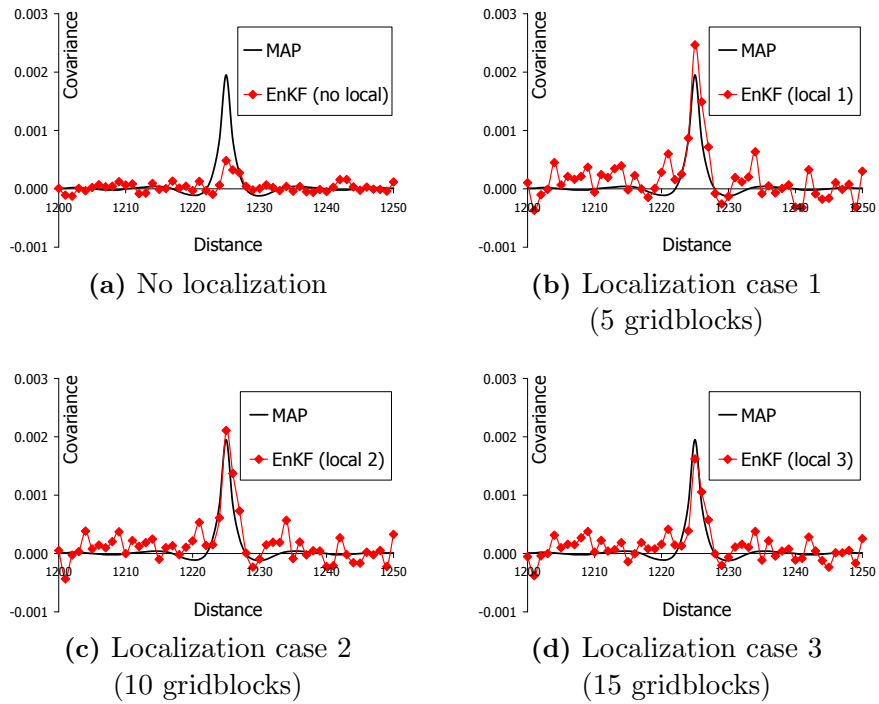 0.003
0.002
0.001
0.000
-0.001
Covariance
MAP
EnKF (no local)
1200 1210 1220 1230 1240 1250
Distance
(a) No localization
0.003
0.002
0.001
0.000
-0.001
Covariance
MAP
EnKF (local 1)
1200 1210 1220 1230 1240 1250
Distance
(b) Localization case 1
(5 gridblocks)
0.003
0.002
0.001
0.000
-0.001
Covariance
MAP
EnKF (local 2)
1200 1210 1220 1230 1240 1250
Distance
(c) Localization case 2
(10 gridblocks)
0.003
0.002
0.001
0.000
-0.001
Covariance
MAP
EnKF (local 3)
1200 1210 1220 1230 1240 1250
Distance
(d) Localization case 3
(15 gridblocks)